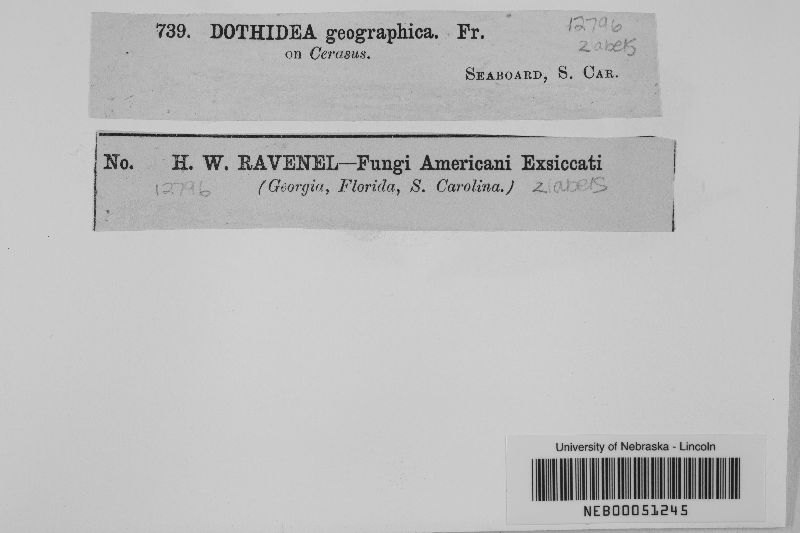 739. DOTHIDEA geographica. Fr. 12796
on Cerasus. 2 labels
SEABOARD, S. CAR.
No. H. W. RAVENEL—Fungi Americani Exsiccati
12796 (Georgia, Florida, S. Carolina.) 2 labels
University of Nebraska - Lincoln
NEB00051245